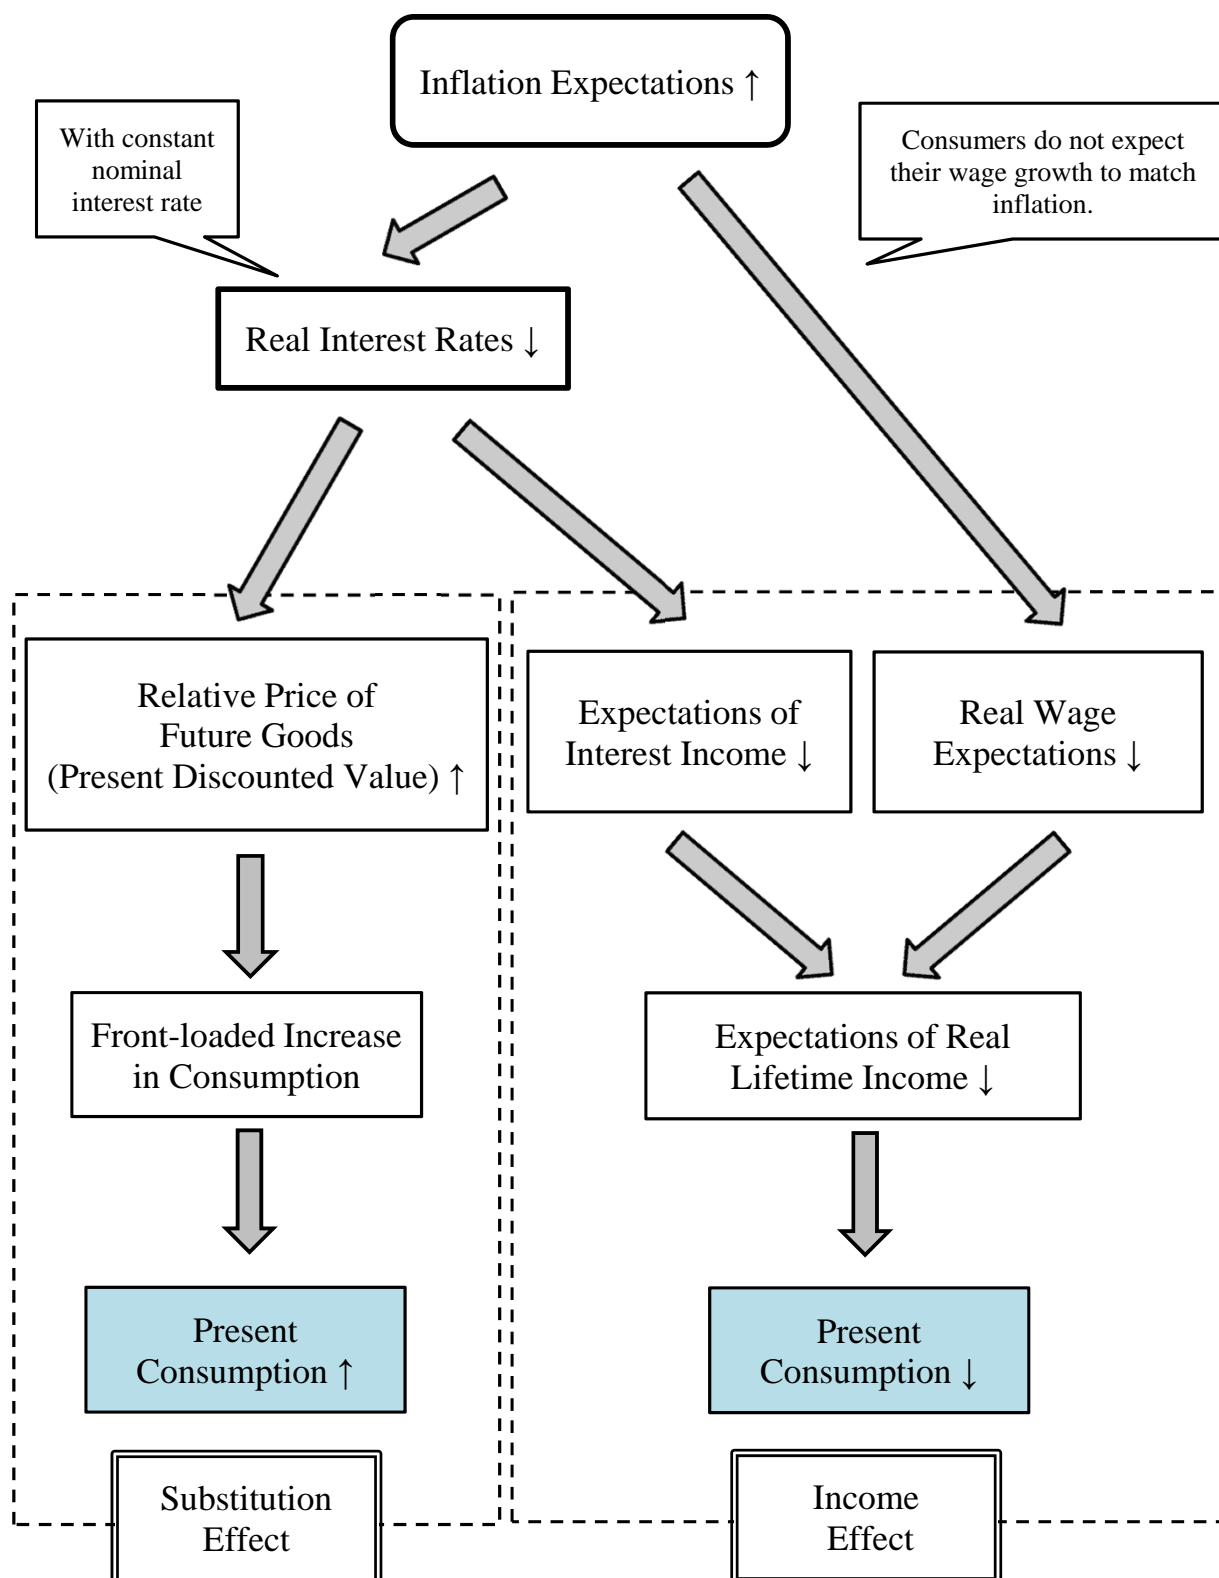 Inflation Expectations ↑
With constant
nominal
interest rate
Consumers do not expect
their wage growth to match
inflation.
Real Interest Rates ↓
Relative Price of
Future Goods
(Present Discounted Value) ↑
Expectations of
Interest Income ↓
Real Wage
Expectations ↓
Front-loaded Increase
in Consumption
Expectations of Real
Lifetime Income ↓
Present
Consumption ↑
Present
Consumption ↓
Substitution
Effect
Income
Effect